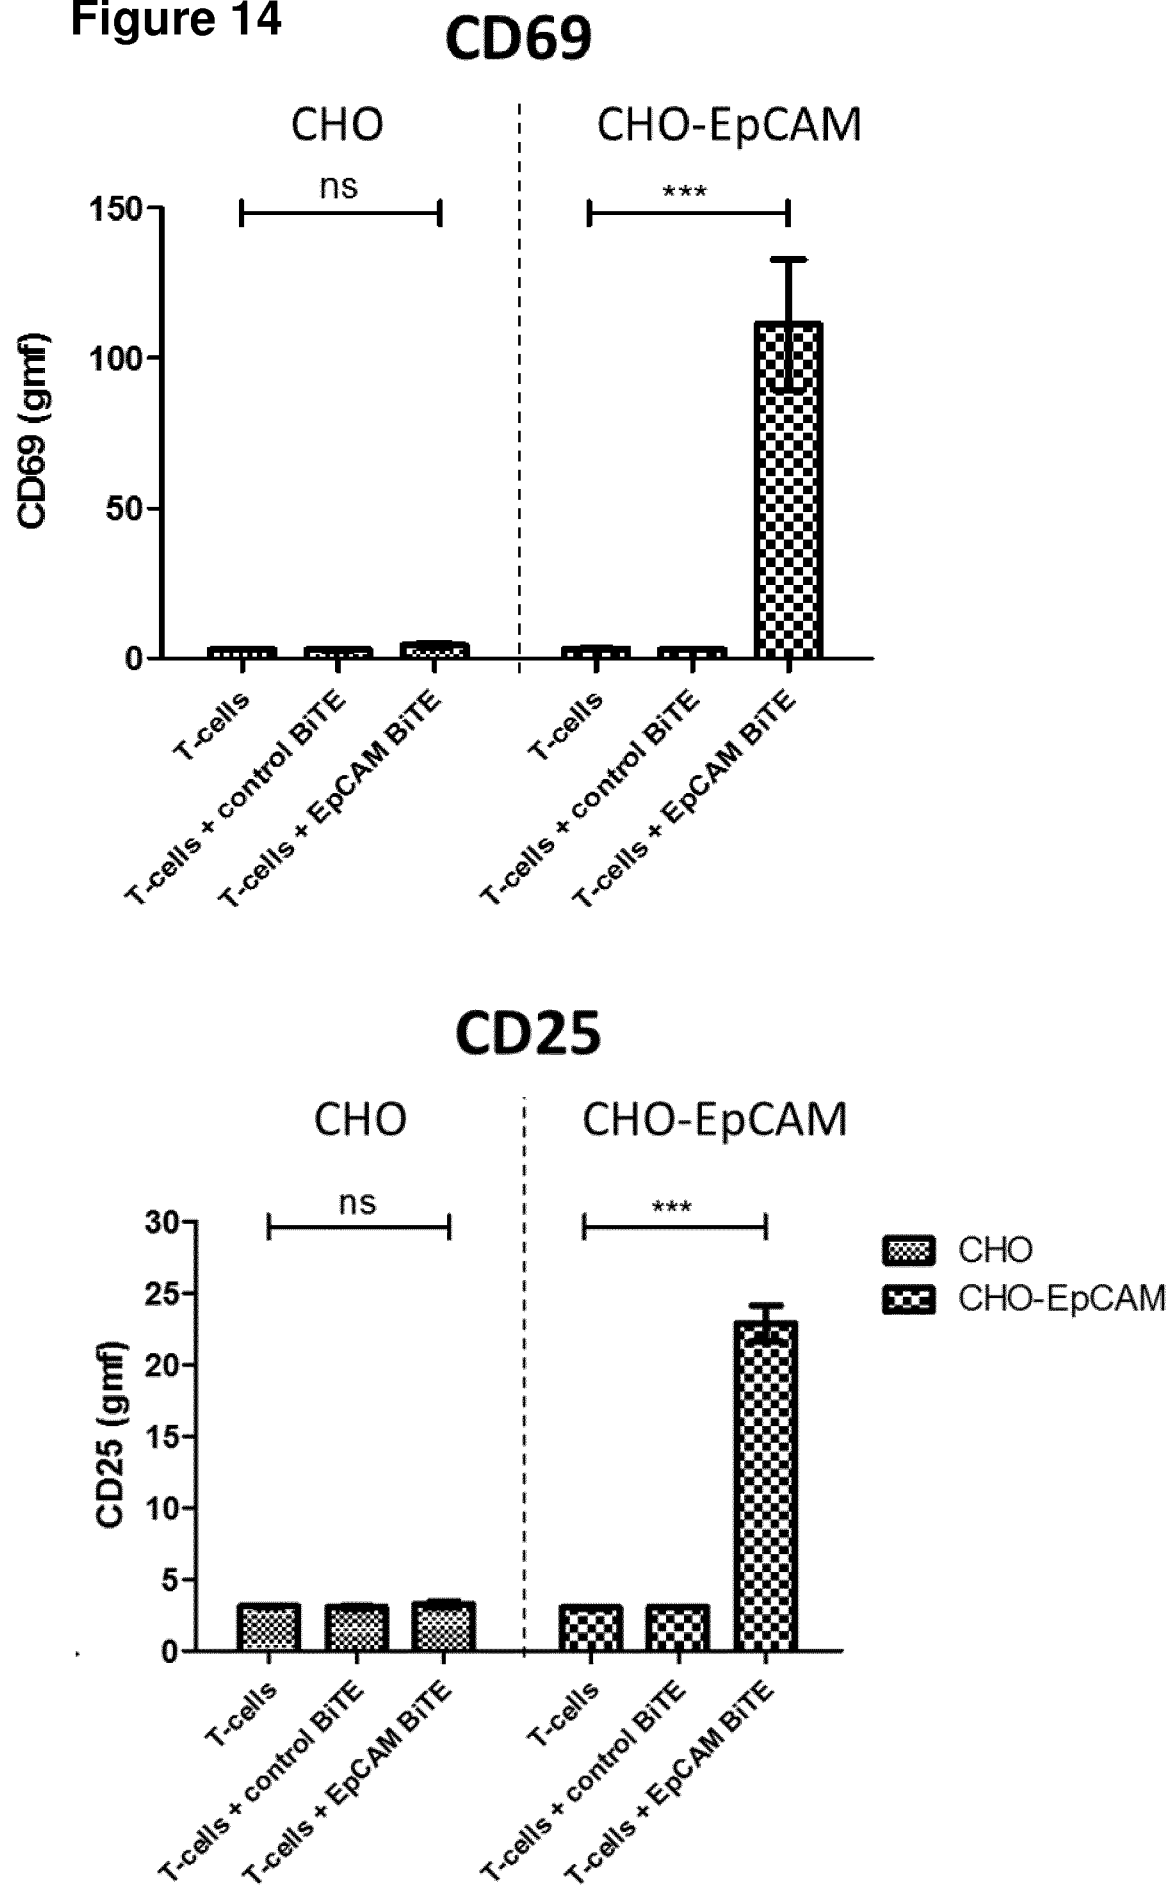 Figure 14
CD69
CHO
CHO-EpCAM
ns
***
150
100
50
0
CD69 (gmf)
T-cells
T-cells + control BiTE
T-cells + EpCAM BiTE
T-cells
T-cells + control BiTE
T-cells + EpCAM BiTE
CD25
CHO
CHO-EpCAM
ns
***
30
25
20
15
10
5
0
CD25 (gmf)
CHO
CHO-EpCAM
T-cells
T-cells + control BiTE
T-cells + EpCAM BiTE
T-cells
T-cells + control BiTE
T-cells + EpCAM BiTE